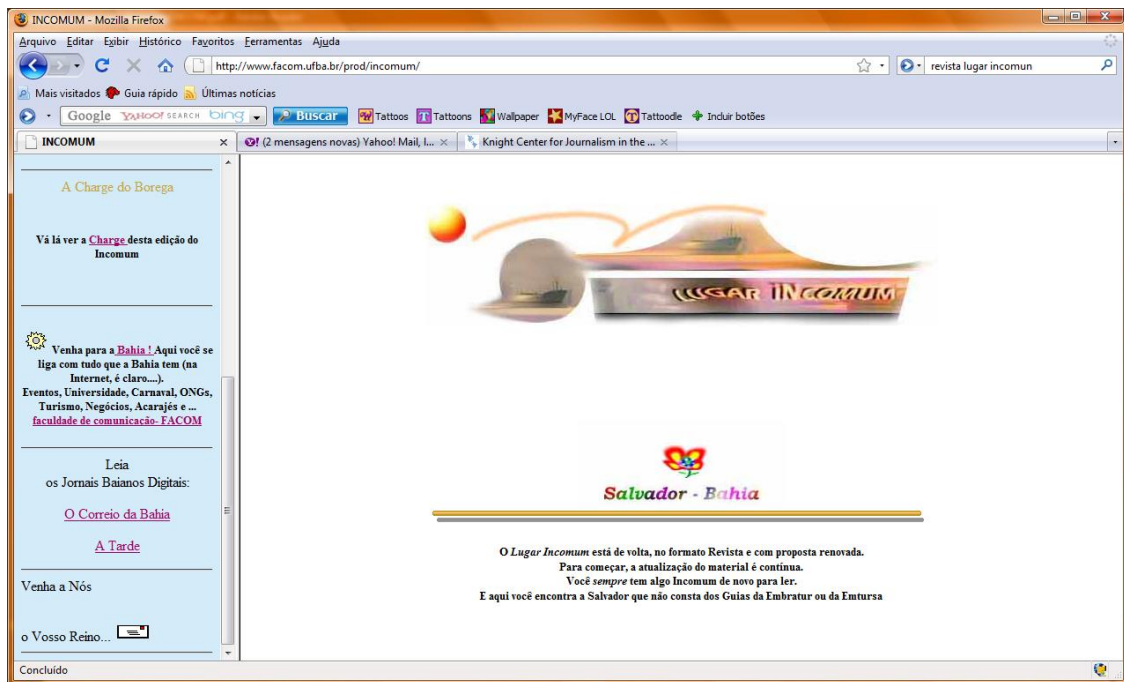 INCOMUM - Mozilla Firefox
Arquivo Editar Exibir Histórico Favoritos Ferramentas Ajuda
http://www.facom.ufba.br/prod/incomum/
revista lugar incomun
Mais visitados Guia rápido Últimas notícias
Google YAHOO! SEARCH bing Buscar Tattoos Tattoons Wallpaper MyFace LOL Tattoodle Incluir botões
INCOMUM
(2 mensagens novas) Yahoo! Mail, l...
Knight Center for Journalism in the ...
A Charge do Borega
Vá lá ver a Charge desta edição do
Incomum
Venha para a Bahia ! Aqui você se
liga com tudo que a Bahia tem (na
Internet, é claro....).
Eventos, Universidade, Carnaval, ONGs,
Turismo, Negócios, Acarajés e ...
faculdade de comunicacão- FACOM
Leia
os Jornais Baianos Digitais:
O Correio da Bahia
A Tarde
Venha a Nós
o Vosso Reino...
LUGAR INCOMUM
Salvador - Bahia
O Lugar Incomum está de volta, no formato Revista e com proposta renovada.
Para começar, a atualização do material é contínua.
Você sempre tem algo Incomum de novo para ler.
E aqui você encontra a Salvador que não consta dos Guias da Embratur ou da Emtursa
Concluído